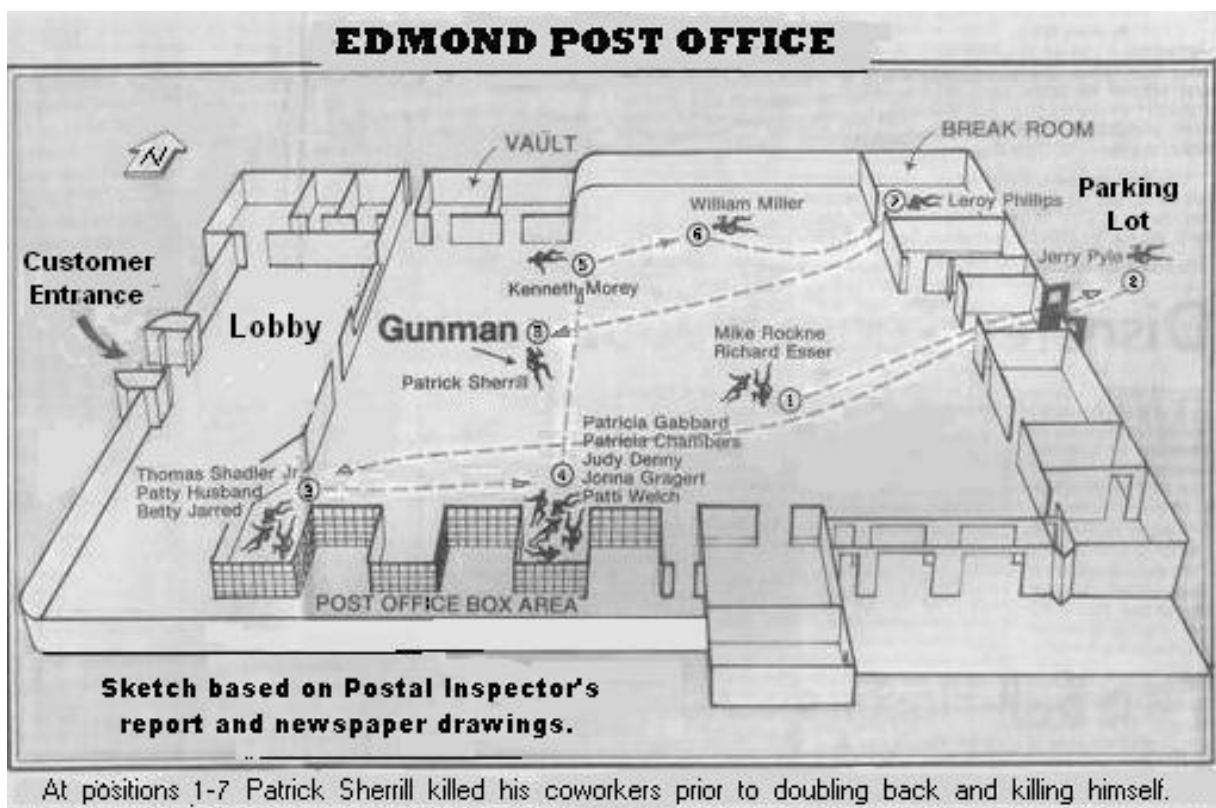 EDMOND POST OFFICE
N
VAULT
BREAK ROOM
Parking
Lot
William Miller
7
Leroy Phillips
6
Jerry Pyle
2
Customer
Entrance
5
Kenneth Morey
Lobby
Gunman
8
Patrick Sherrill
Mike Rockne
Richard Esser
1
Patricia Gabbard
Patricia Chambers
Judy Denny
Jonna Gragert
Patti Welch
4
Thomas Shadler Jr.
Patty Husband
Betty Jarred
3
POST OFFICE BOX AREA
Sketch based on Postal Inspector's
report and newspaper drawings.
At positions 1-7 Patrick Sherrill killed his coworkers prior to doubling back and killing himself.